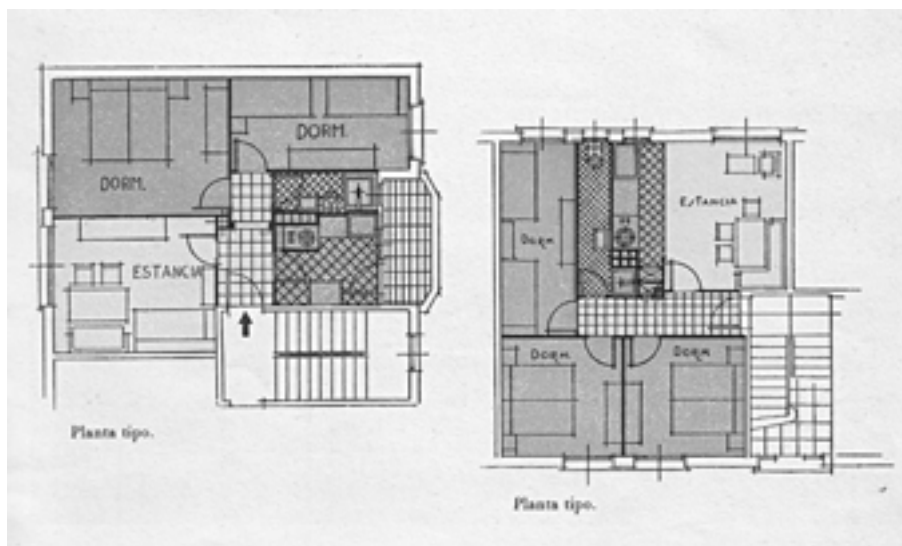 DORM.
DORM.
ESTANCIA
Planta tipo.
DORM
ESTANCIA
DORM.
DORM
Planta tipo.